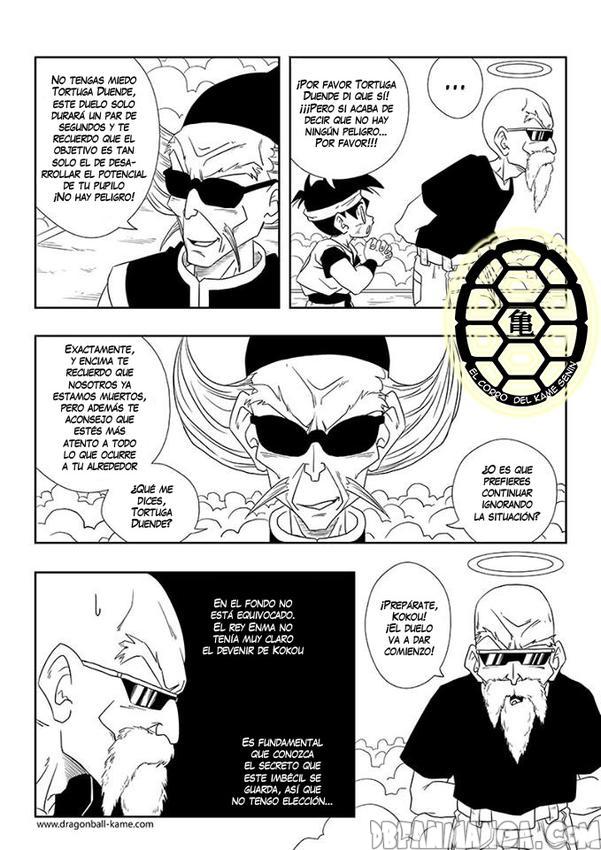 No tengas miedo
Tortuga Duende,
este duelo solo
durará un par de
segundos y te
recuerdo que el
objetivo es tan
solo el de desa-
rrollar el potencial
de tu pupilo
¡No hay peligro!
...
¡Por favor Tortuga
Duende di que sí!
¡¡¡Pero si acaba de
decir que no hay
ningún peligro...
Por favor!!!
亀
EL CORRO DEL KAME SENIN
Exactamente,
y encima te
recuerdo que
nosotros ya
estamos muertos,
pero además te
aconsejo que
estés más
atento a todo
lo que ocurre
a tu alrededor
¿Qué me
dices,
Tortuga
Duende?
¿O es que
prefieres
continuar
ignorando
la situación?
En el fondo no
está equivocado.
El rey Enma no
tenía muy claro
el devenir de Kokou
Es fundamental
que conozca
el secreto que
este imbécil se
guarda, así que
no tengo elección...
¡Prepárate,
Kokou!
¡El duelo
va a dar
comienzo!
www.dragonball-kame.com